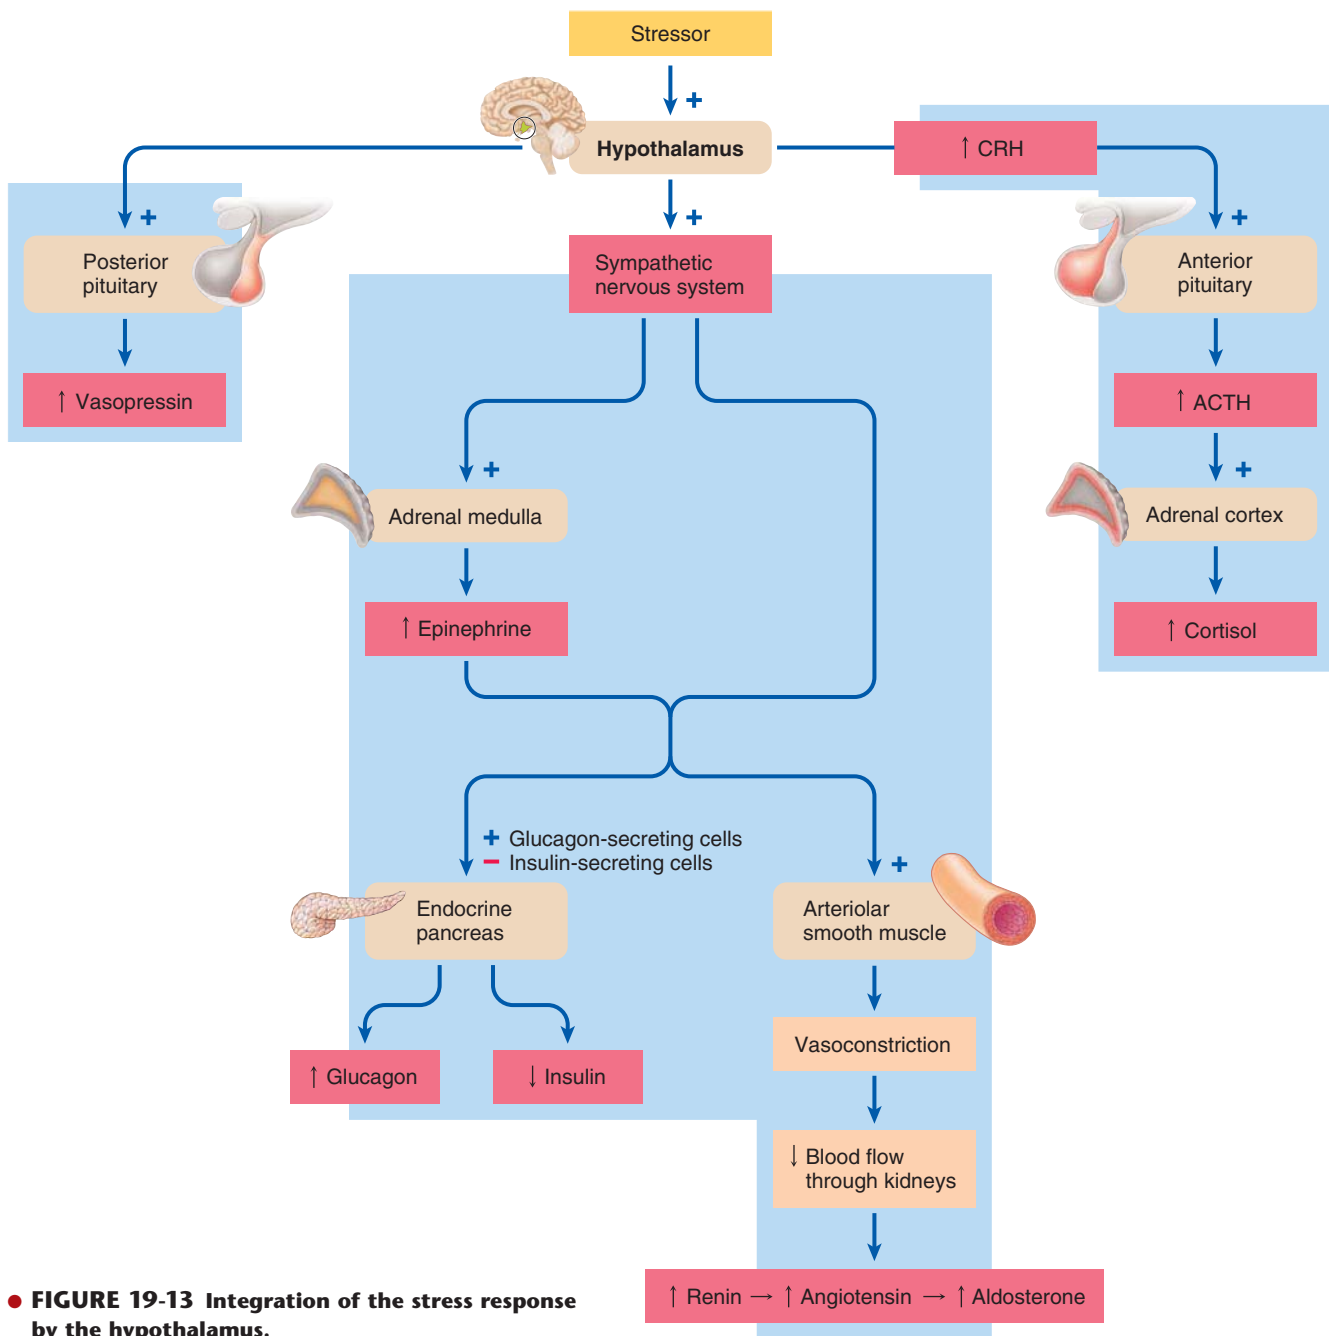 Stressor
+
Hypothalamus
↑ CRH
+
Posterior
pituitary
↑ Vasopressin
+
Sympathetic
nervous system
+
Anterior
pituitary
↑ ACTH
+
Adrenal cortex
↑ Cortisol
+
Adrenal medulla
↑ Epinephrine
+ Glucagon-secreting cells
– Insulin-secreting cells
Endocrine
pancreas
↑ Glucagon
↓ Insulin
+
Arteriolar
smooth muscle
Vasoconstriction
↓ Blood flow
through kidneys
↑ Renin → ↑ Angiotensin → ↑ Aldosterone
● FIGURE 19-13 Integration of the stress response
by the hypothalamus.